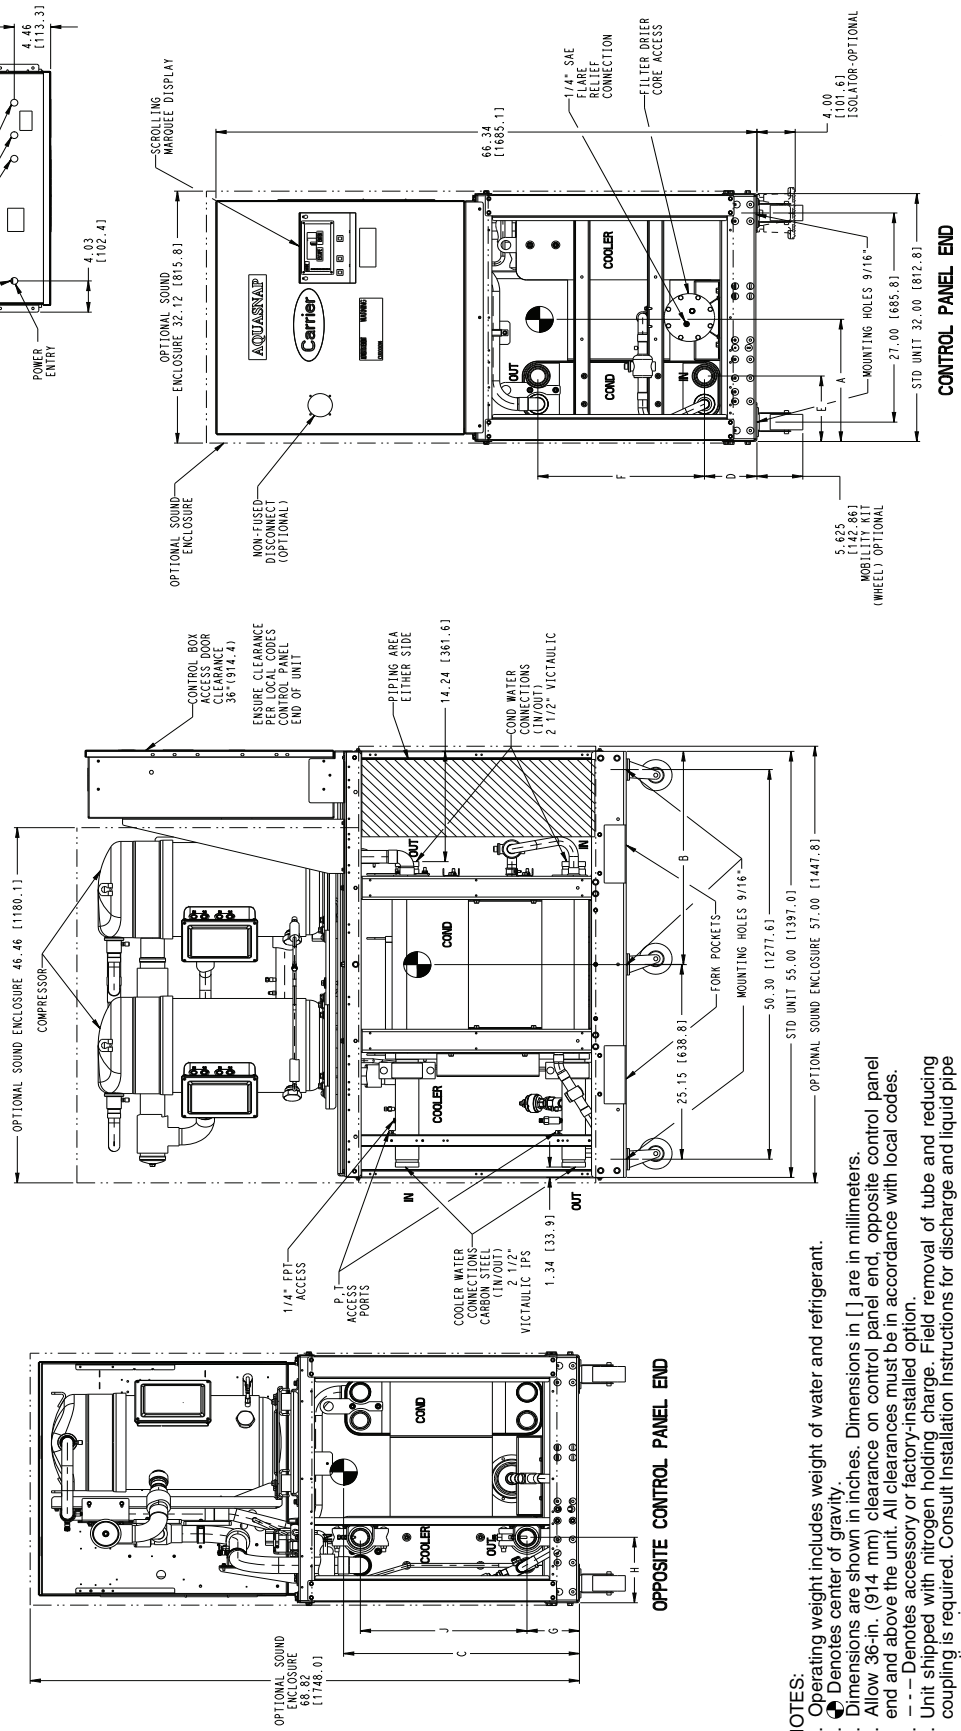 4.46
[113.3]
4.03
[102.4]
POWER
ENTRY
SCROLLING
MARQUEE DISPLAY
OPTIONAL SOUND
ENCLOSURE 32.12 [815.8]
OPTIONAL SOUND
ENCLOSURE
NON-FUSED
DISCONNECT
(OPTIONAL)
AQUASNAP
Carrier
WARNING
66.34
[1685.1]
1/4" SAE
FLARE
RELIEF
CONNECTION
FILTER DRIER
CORE ACCESS
4.00
[101.6]
ISOLATOR-OPTIONAL
OUT
COOLER
COND
IN
F
D
E
A
MOUNTING HOLES 9/16"
27.00 [685.8]
STD UNIT 32.00 [812.8]
5.625
[142.86]
MOBILITY KIT
(WHEEL) OPTIONAL
CONTROL PANEL END
OPTIONAL SOUND ENCLOSURE 46.46 [1180.1]
COMPRESSOR
CONTROL BOX
ACCESS DOOR
CLEARANCE
36"(914.4)
ENSURE CLEARANCE
PER LOCAL CODES
CONTROL PANEL
END OF UNIT
PIPING AREA
EITHER SIDE
14.24 [361.6]
COND WATER
CONNECTIONS
(IN/OUT)
2 1/2" VICTAULIC
OUT
IN
COND
COOLER
IN
OUT
1/4" FPT
ACCESS
P,T
ACCESS
PORTS
COOLER WATER
CONNECTIONS
CARBON STEEL
(IN/OUT)
2 1/2"
VICTAULIC IPS
1.34 [33.9]
B
25.15 [638.8]
FORK POCKETS
MOUNTING HOLES 9/16"
50.30 [1277.6]
STD UNIT 55.00 [1397.0]
OPTIONAL SOUND ENCLOSURE 57.00 [1447.8]
OPTIONAL SOUND
ENCLOSURE
68.82
[1748.0]
COND
COOLER
OUT
C
J
G
H
OPPOSITE CONTROL PANEL END
NOTES:
. Operating weight includes weight of water and refrigerant.
. Denotes center of gravity.
. Dimensions are shown in inches. Dimensions in [ ] are in millimeters.
. Allow 36-in. (914 mm) clearance on control panel end, opposite control panel
end and above the unit. All clearances must be in accordance with local codes.
. - - – Denotes accessory or factory-installed option.
. Unit shipped with nitrogen holding charge. Field removal of tube and reducing
coupling is required. Consult Installation Instructions for discharge and liquid pipe